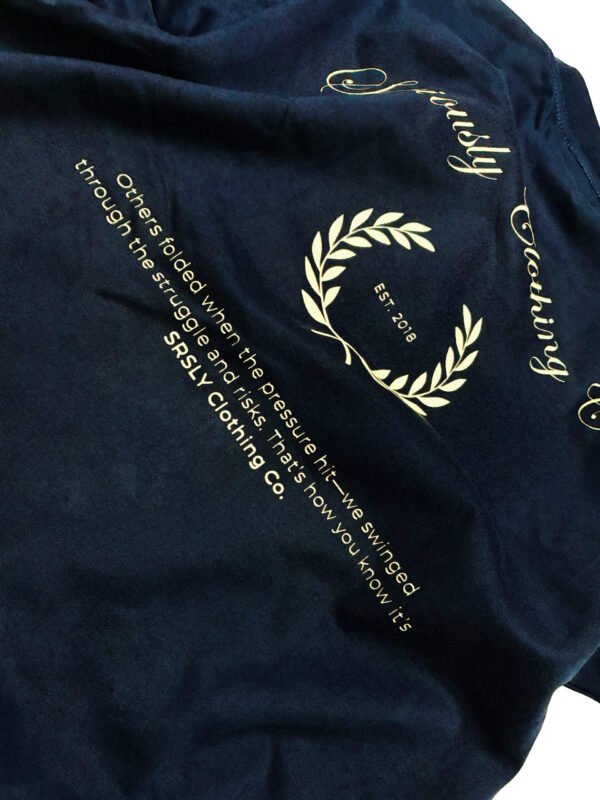 Seriously Clothing C
EST. 2018
Others folded when the pressure hit—we swinged
through the struggle and risks. That's how you know it's
SRSLY Clothing Co.